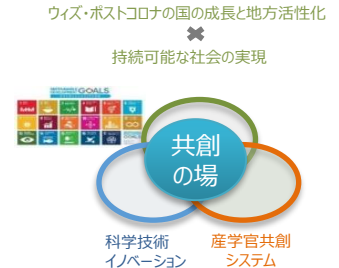 ウィズ・ポストコロナの国の成長と地方活性化
✖
持続可能な社会の実現
GOALS
共創
の場
科学技術
イノベーション
産学官共創
システム